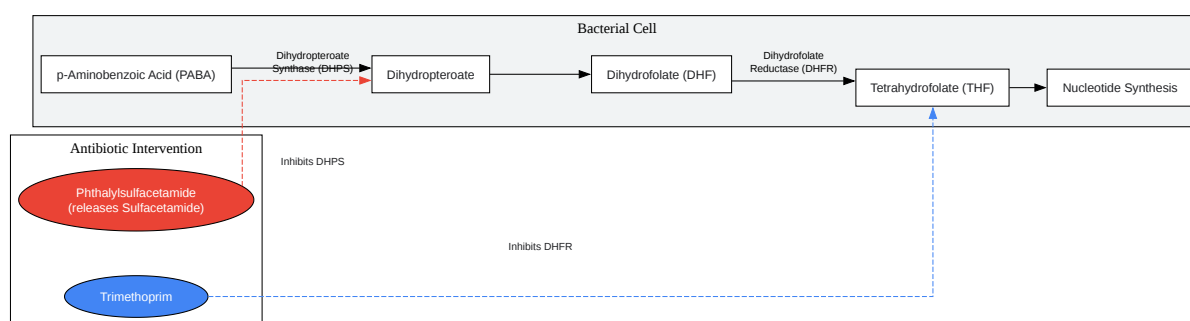 Bacterial Cell
p-Aminobenzoic Acid (PABA)
Dihydropteroate
Synthase (DHPS)
Dihydropteroate
Dihydrofolate (DHF)
Dihydrofolate
Reductase (DHFR)
Tetrahydrofolate (THF)
Nucleotide Synthesis
Antibiotic Intervention
Inhibits DHPS
Phthalylsulfacetamide
(releases Sulfacetamide)
Inhibits DHFR
Trimethoprim